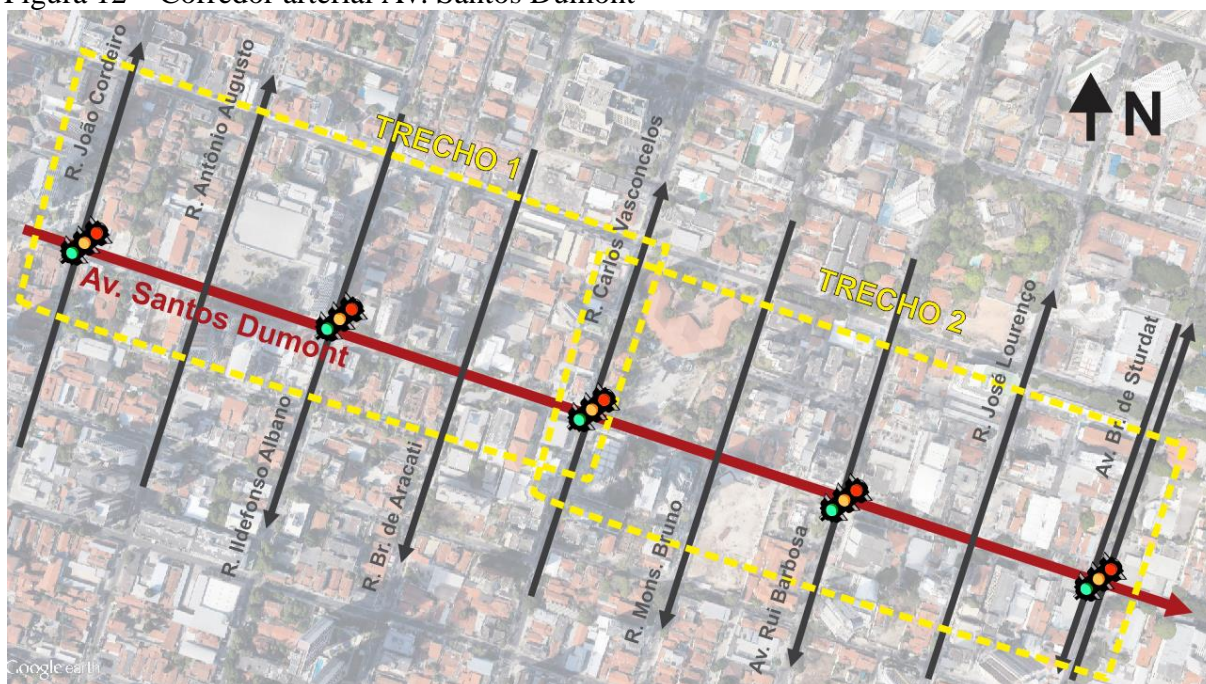 Figura 12 – Corredor arterial Av. Santos Dumont
R. João Cordeiro
R. Antônio Augusto
TRECHO 1
N
R. Carlos Vasconcelos
Av. Santos Dumont
TRECHO 2
R. José Lourenço
Av. Br. de Sturdat
R. Ildefonso Albano
R. Br. de Aracati
R. Mons. Bruno
Av. Rui Barbosa
Google earth